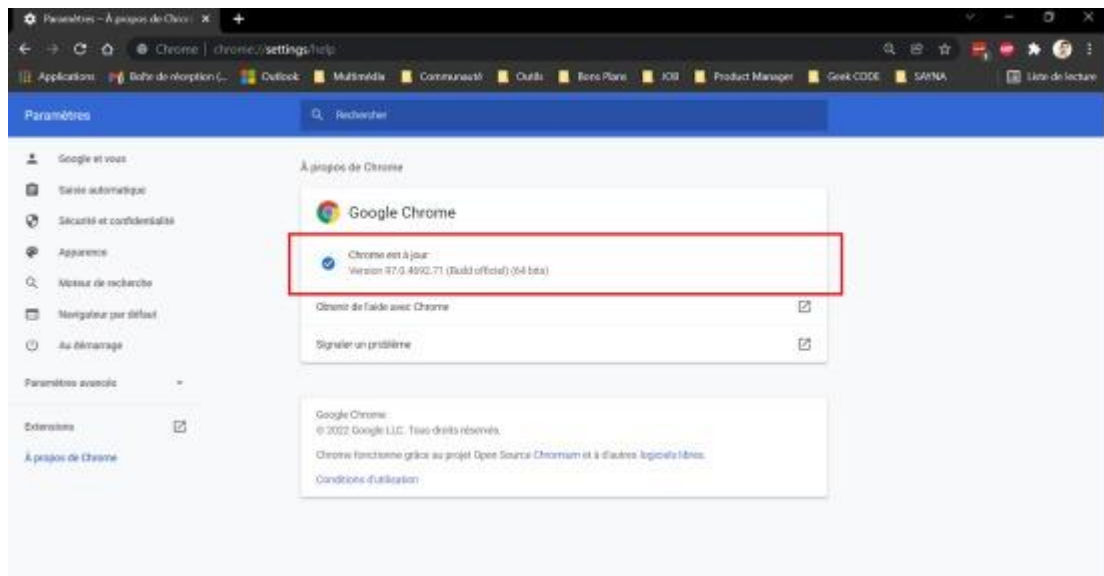 Paramètres – À propos de Chro
Chrome | chrome://settings/help
Applications
Boîte de réception (
Outlook
Multimédia
Communauté
Outils
Bons Plans
JOB
Product Manager
Geek CODE
SAYNA
Liste de lecture
Paramètres
Rechercher
Google et vous
Saisie automatique
Sécurité et confidentialité
Apparence
Moteur de recherche
Navigateur par défaut
Au démarrage
Paramètres avancés
Extensions
À propos de Chrome
À propos de Chrome
Google Chrome
Chrome est à jour
Version 97.0.4692.71 (Build officiel) (64 bits)
Obtenir de l'aide avec Chrome
Signaler un problème
Google Chrome
© 2022 Google LLC. Tous droits réservés.
Chrome fonctionne grâce au projet Open Source Chromium et à d'autres logiciels libres.
Conditions d'utilisation